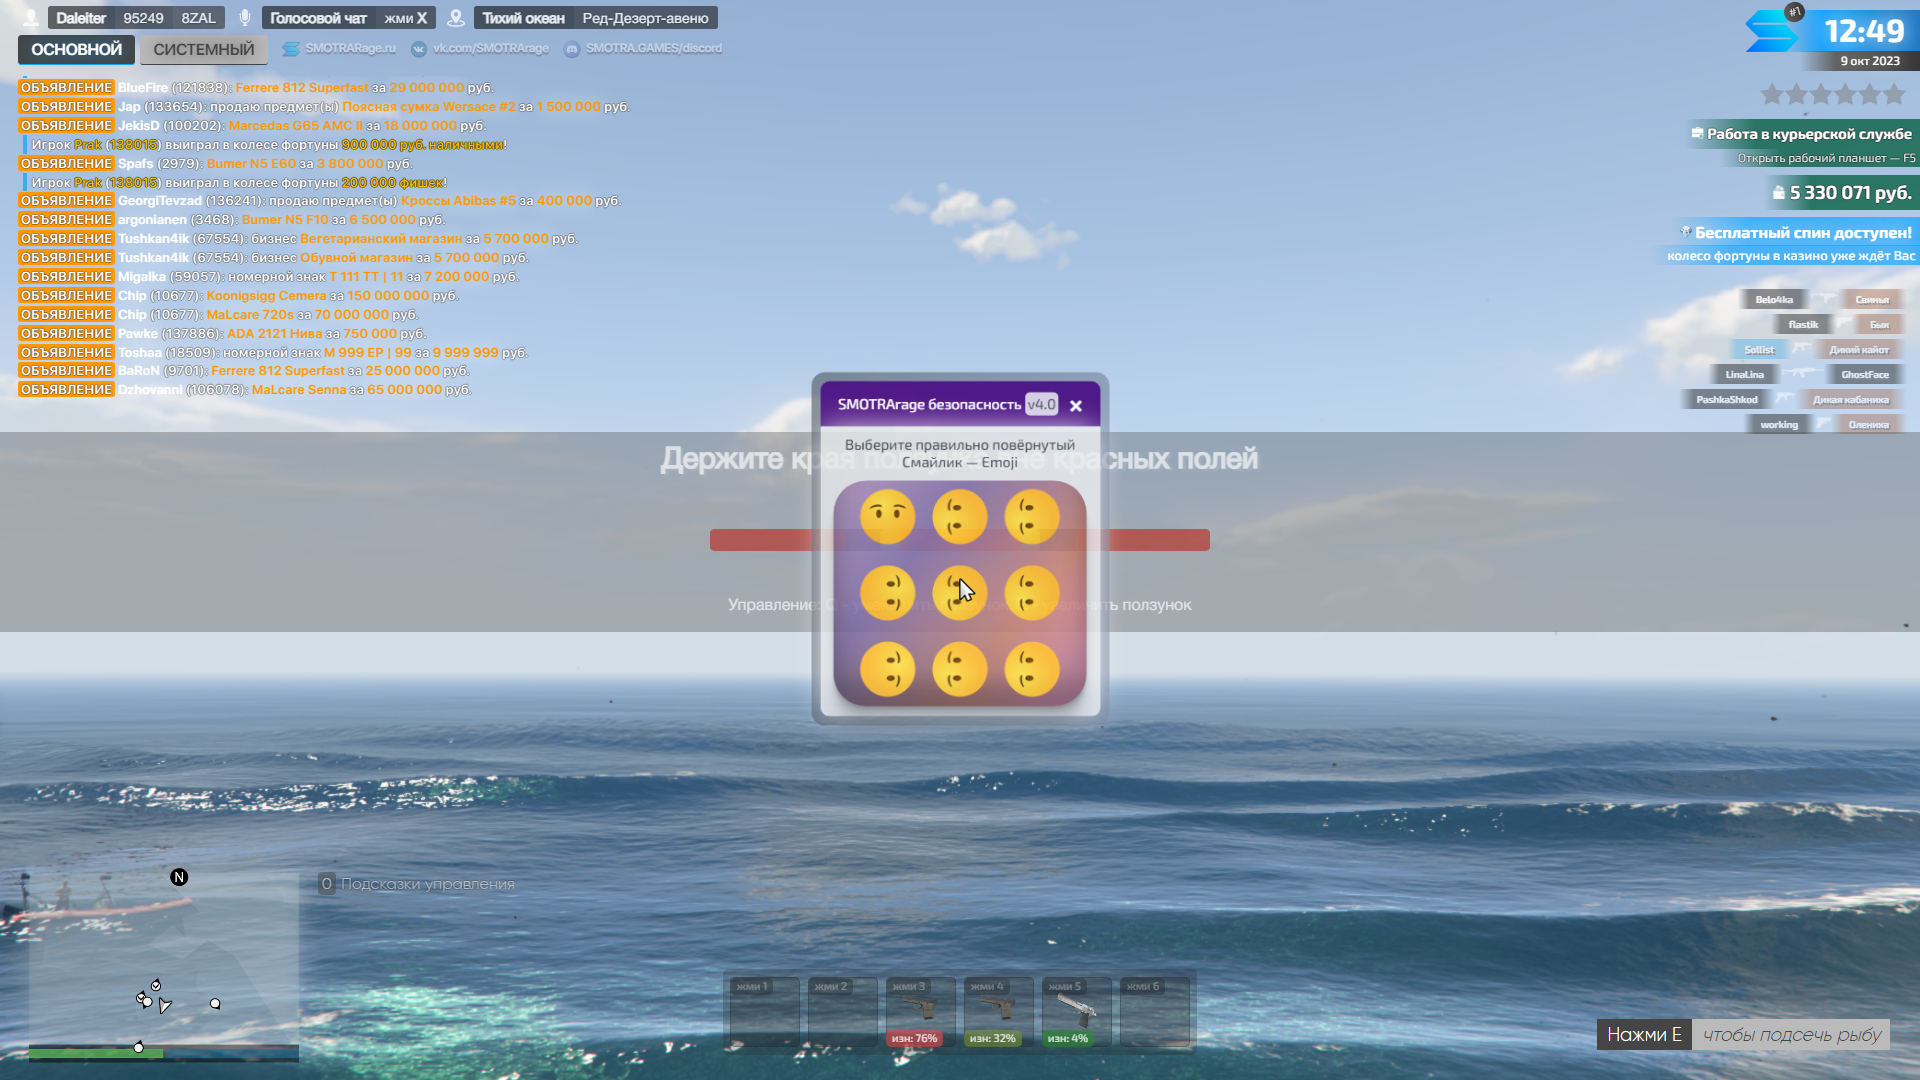 Daleiter 95249 8ZAL Голосовой чат жми X Тихий океан Ред-Дезерт-авеню
ОСНОВНОЙ СИСТЕМНЫЙ SMOTRARage.ru vk.com/SMOTRArage SMOTRA.GAMES/discord
ОБЪЯВЛЕНИЕ BlueFire (121838): Ferrere 812 Superfast за 29 000 000 руб.
ОБЪЯВЛЕНИЕ Jap (133654): продаю предмет(ы) Поясная сумка Wersace #2 за 1 500 000 руб.
ОБЪЯВЛЕНИЕ JekisD (100202): Marcedas G65 AMC II за 18 000 000 руб.
Игрок Prak (138015) выиграл в колесе фортуны 900 000 руб. наличными!
ОБЪЯВЛЕНИЕ Spafs (2979): Bumer N5 E60 за 3 800 000 руб.
Игрок Prak (138015) выиграл в колесе фортуны 200 000 фишек!
ОБЪЯВЛЕНИЕ GeorgiTevzad (136241): продаю предмет(ы) Кроссы Abibas #5 за 400 000 руб.
ОБЪЯВЛЕНИЕ argonianen (3468): Bumer N5 F10 за 6 500 000 руб.
ОБЪЯВЛЕНИЕ Tushkan4ik (67554): бизнес Вегетарианский магазин за 5 700 000 руб.
ОБЪЯВЛЕНИЕ Tushkan4ik (67554): бизнес Обувной магазин за 5 700 000 руб.
ОБЪЯВЛЕНИЕ Migalka (59057): номерной знак T 111 TT | 11 за 7 200 000 руб.
ОБЪЯВЛЕНИЕ Chip (10677): Koonigsigg Cemera за 150 000 000 руб.
ОБЪЯВЛЕНИЕ Chip (10677): MaLcare 720s за 70 000 000 руб.
ОБЪЯВЛЕНИЕ Pawke (137886): ADA 2121 Нива за 750 000 руб.
ОБЪЯВЛЕНИЕ Toshaa (18509): номерной знак M 999 EP | 99 за 9 999 999 руб.
ОБЪЯВЛЕНИЕ BaRoN (9701): Ferrere 812 Superfast за 25 000 000 руб.
ОБЪЯВЛЕНИЕ Dzhovanni (106078): MaLcare Senna за 65 000 000 руб.
#1
12:49
9 окт 2023
Работа в курьерской службе
Открыть рабочий планшет — F5
5 330 071 руб.
Бесплатный спин доступен!
колесо фортуны в казино уже ждёт Вас
Belo4ka Свинья
flastik Бык
Sollist Дикий койот
LinaLina GhostFace
PashkaShkod Дикая кабаниха
working Олениха
SMOTRArage безопасность v4.0
Выберите правильно повёрнутый
Смайлик — Emoji
Держите края красных полей
Управление: ползунок
N
O Подсказки управления
жми 1 жми 2 жми 3 жми 4 жми 5 жми 6
изн: 76% изн: 32% изн: 4%
Нажми E чтобы подсечь рыбу